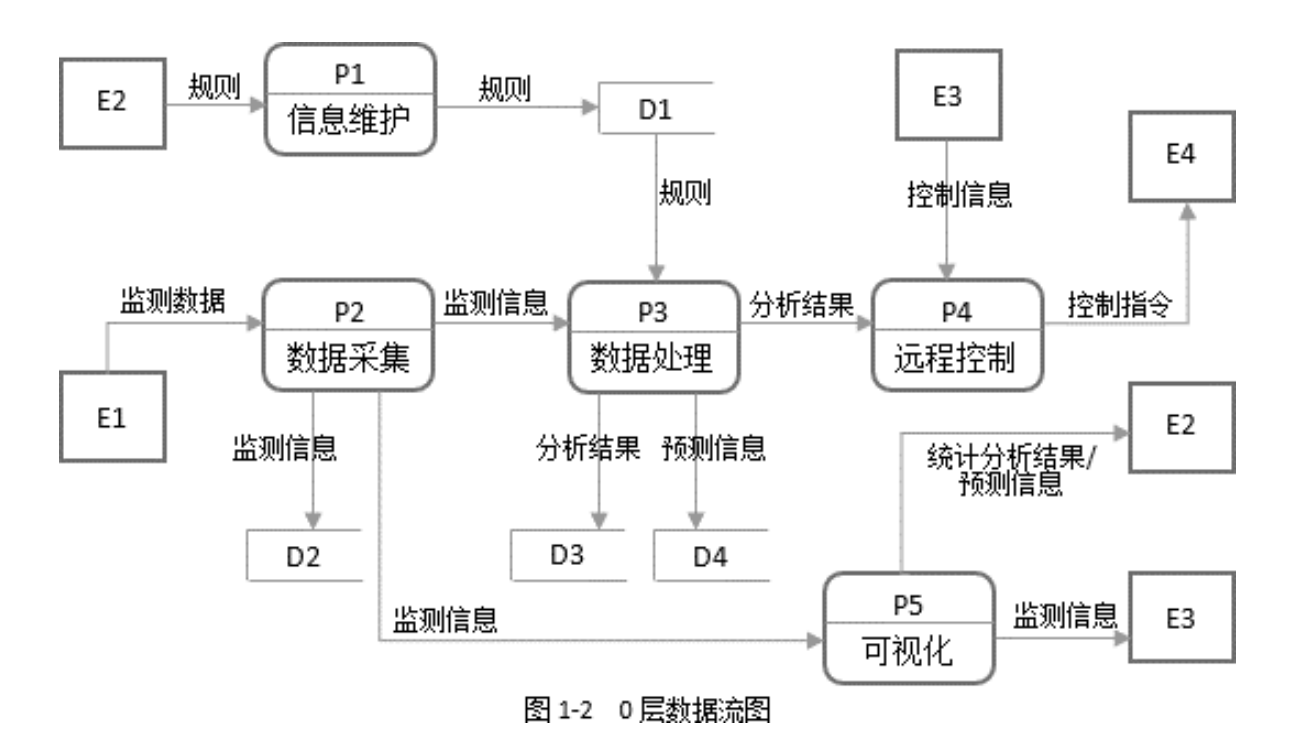 E2
规则
P1
信息维护
规则
D1
E3
E4
规则
控制信息
监测数据
P2
数据采集
监测信息
P3
数据处理
分析结果
P4
远程控制
控制指令
E1
监测信息
分析结果
预测信息
统计分析结果/
预测信息
E2
D2
D3
D4
监测信息
P5
可视化
监测信息
E3
图 1-2 0 层数据流图